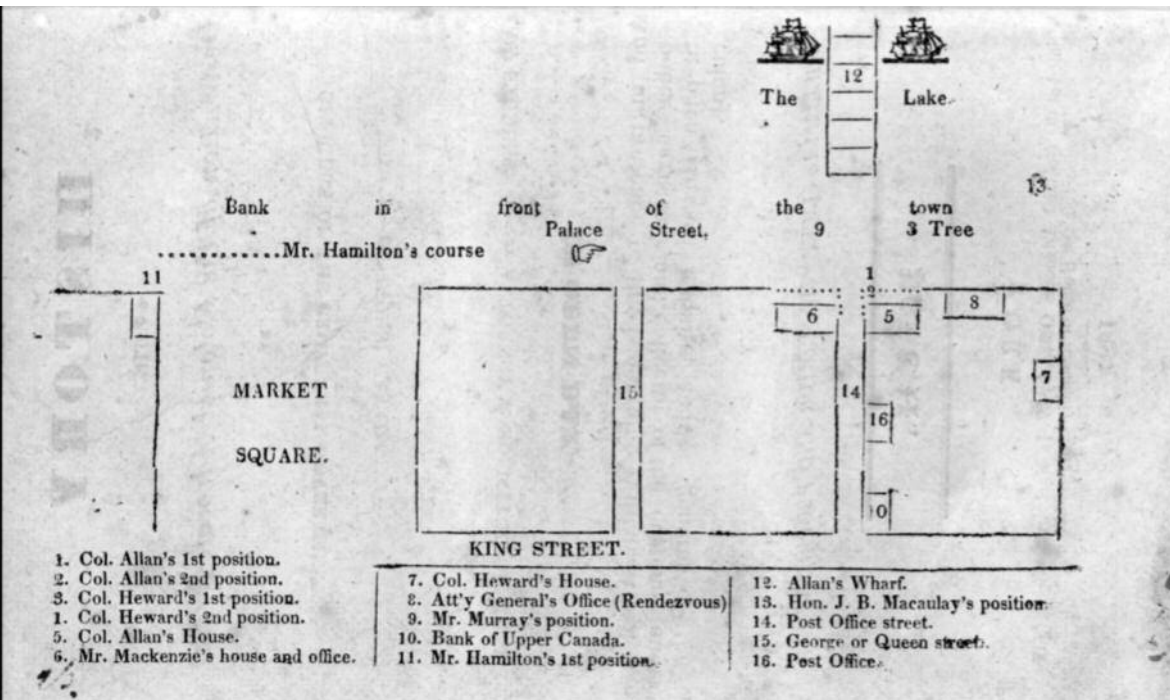 12
The Lake.
13
Bank in front of the town
Palace Street. 9 3 Tree
.............Mr. Hamilton's course
11
1
2
6 5 8
7
MARKET
15 14
16
SQUARE.
0
KING STREET.
1. Col. Allan's 1st position.
2. Col. Allan's 2nd position.
3. Col. Heward's 1st position.
1. Col. Heward's 2nd position.
5. Col. Allan's House.
6. Mr. Mackenzie's house and office.
7. Col. Heward's House.
8. Att'y General's Office (Rendezvous)
9. Mr. Murray's position.
10. Bank of Upper Canada.
11. Mr. Hamilton's 1st position.
12. Allan's Wharf.
13. Hon. J. B. Macaulay's position.
14. Post Office street.
15. George or Queen street.
16. Post Office.